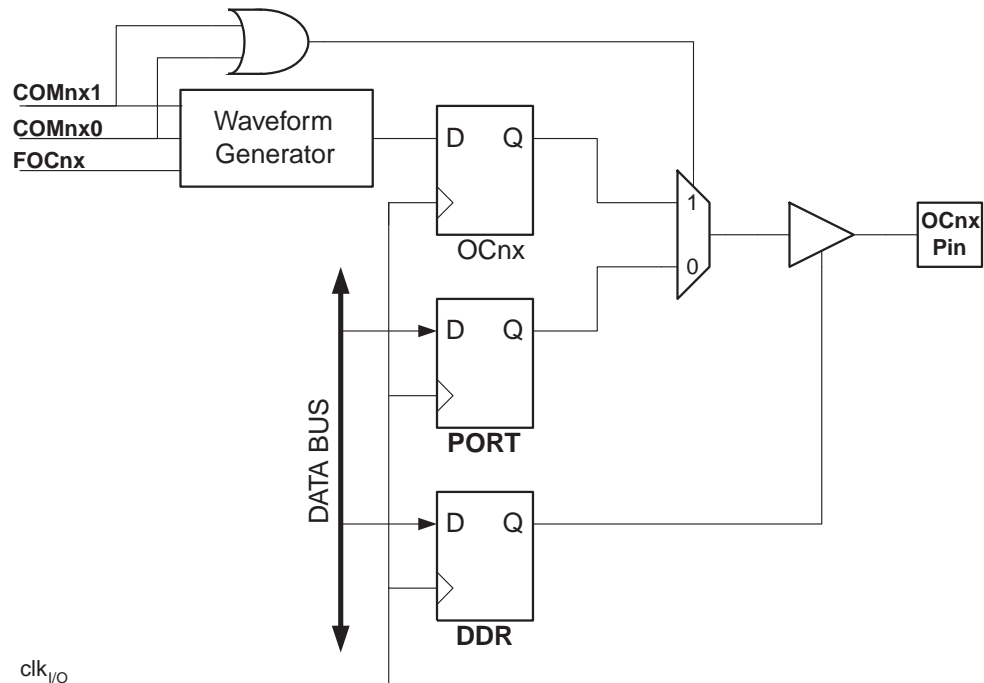 COMnx1
COMnx0
FOCnx
Waveform
Generator
D Q
OCnx
1
0
OCnx
Pin
DATA BUS
D Q
PORT
D Q
DDR
clkI/O